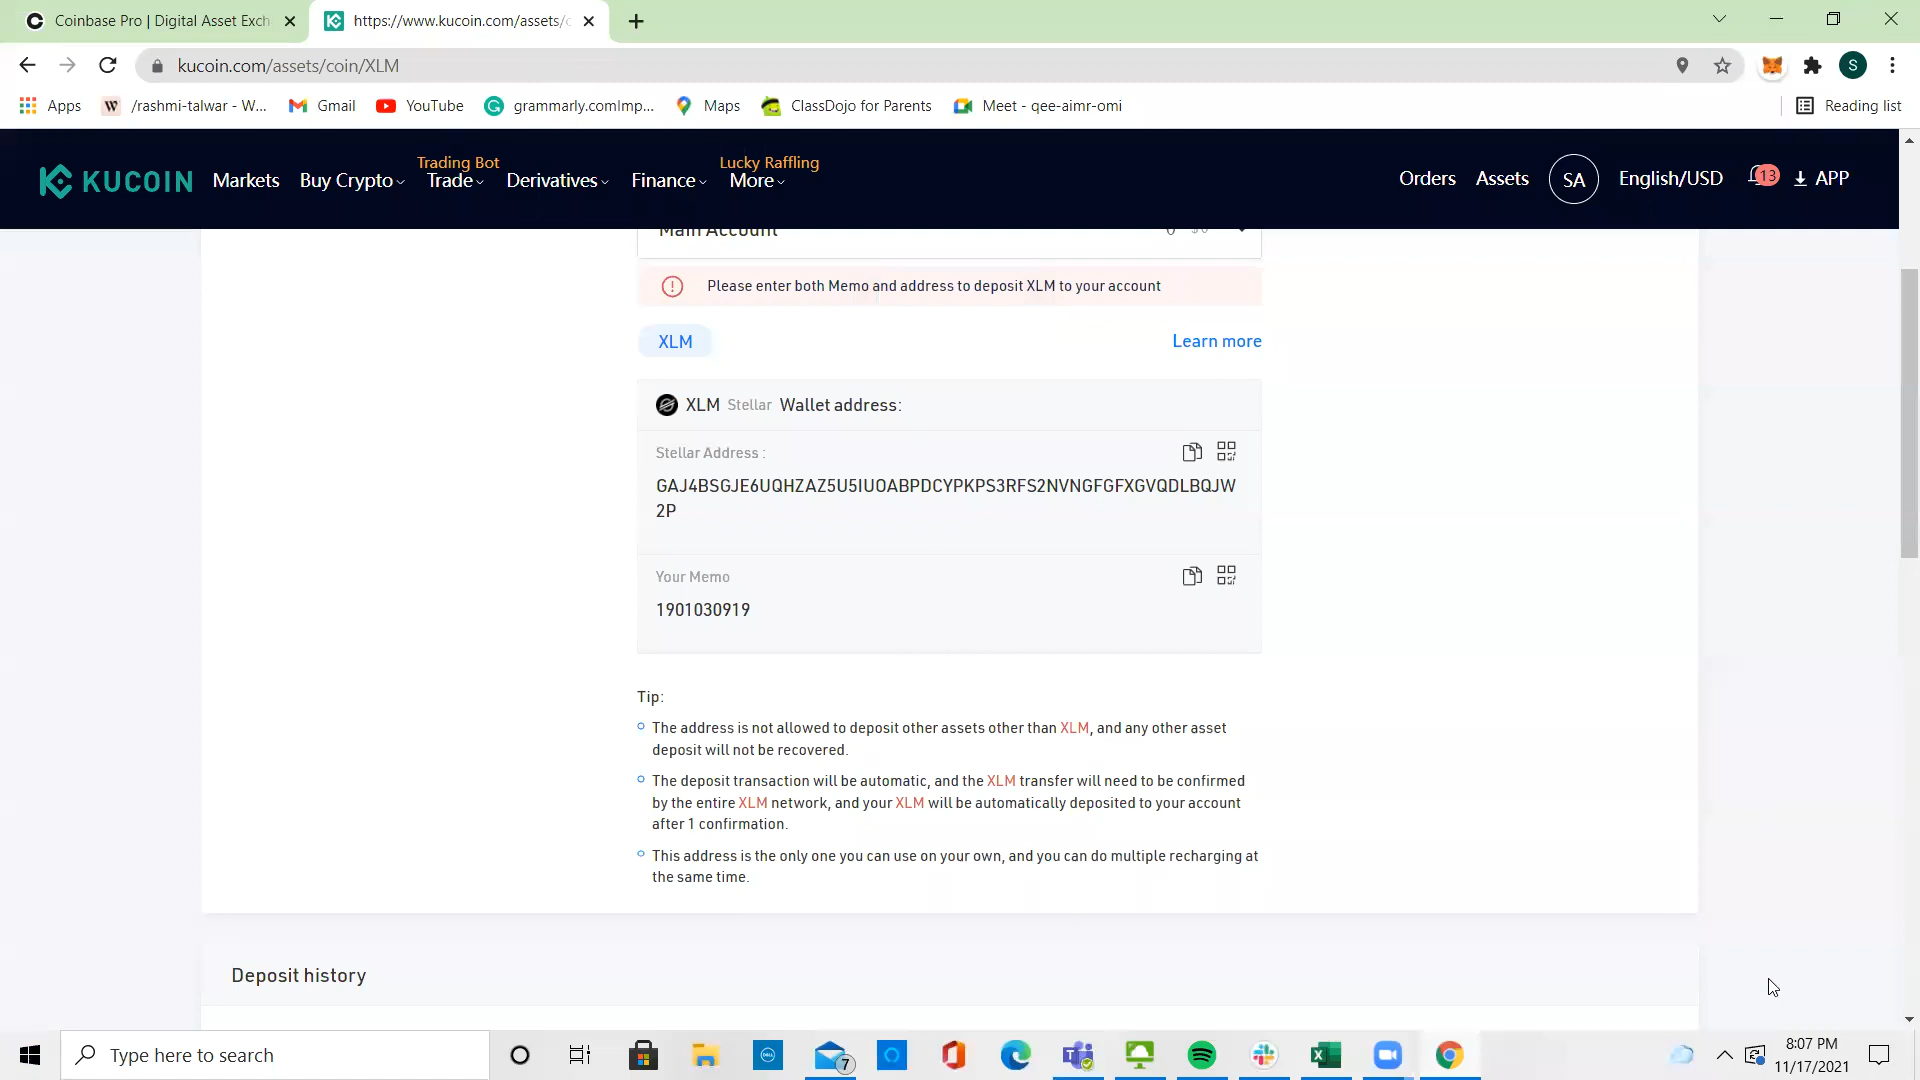 Coinbase Pro | Digital Asset Exch
https://www.kucoin.com/assets/c
kucoin.com/assets/coin/XLM
S
Apps
/rashmi-talwar - W...
Gmail
YouTube
grammarly.comImp...
Maps
ClassDojo for Parents
Meet - qee-aimr-omi
Reading list
Trading Bot
Lucky Raffling
KUCOIN
Markets
Buy Crypto
Trade
Derivatives
Finance
More
Orders
Assets
SA
English/USD
13
APP
Main Account
0 $0
Please enter both Memo and address to deposit XLM to your account
XLM
Learn more
XLM Stellar Wallet address:
Stellar Address :
GAJ4BSGJE6UQHZAZ5U5IUOABPDCYPKPS3RFS2NVNGFGFXGVQDLBQJW
2P
Your Memo
1901030919
Tip:
The address is not allowed to deposit other assets other than XLM, and any other asset
deposit will not be recovered.
The deposit transaction will be automatic, and the XLM transfer will need to be confirmed
by the entire XLM network, and your XLM will be automatically deposited to your account
after 1 confirmation.
This address is the only one you can use on your own, and you can do multiple recharging at
the same time.
Deposit history
Type here to search
DELL
7
8:07 PM
11/17/2021